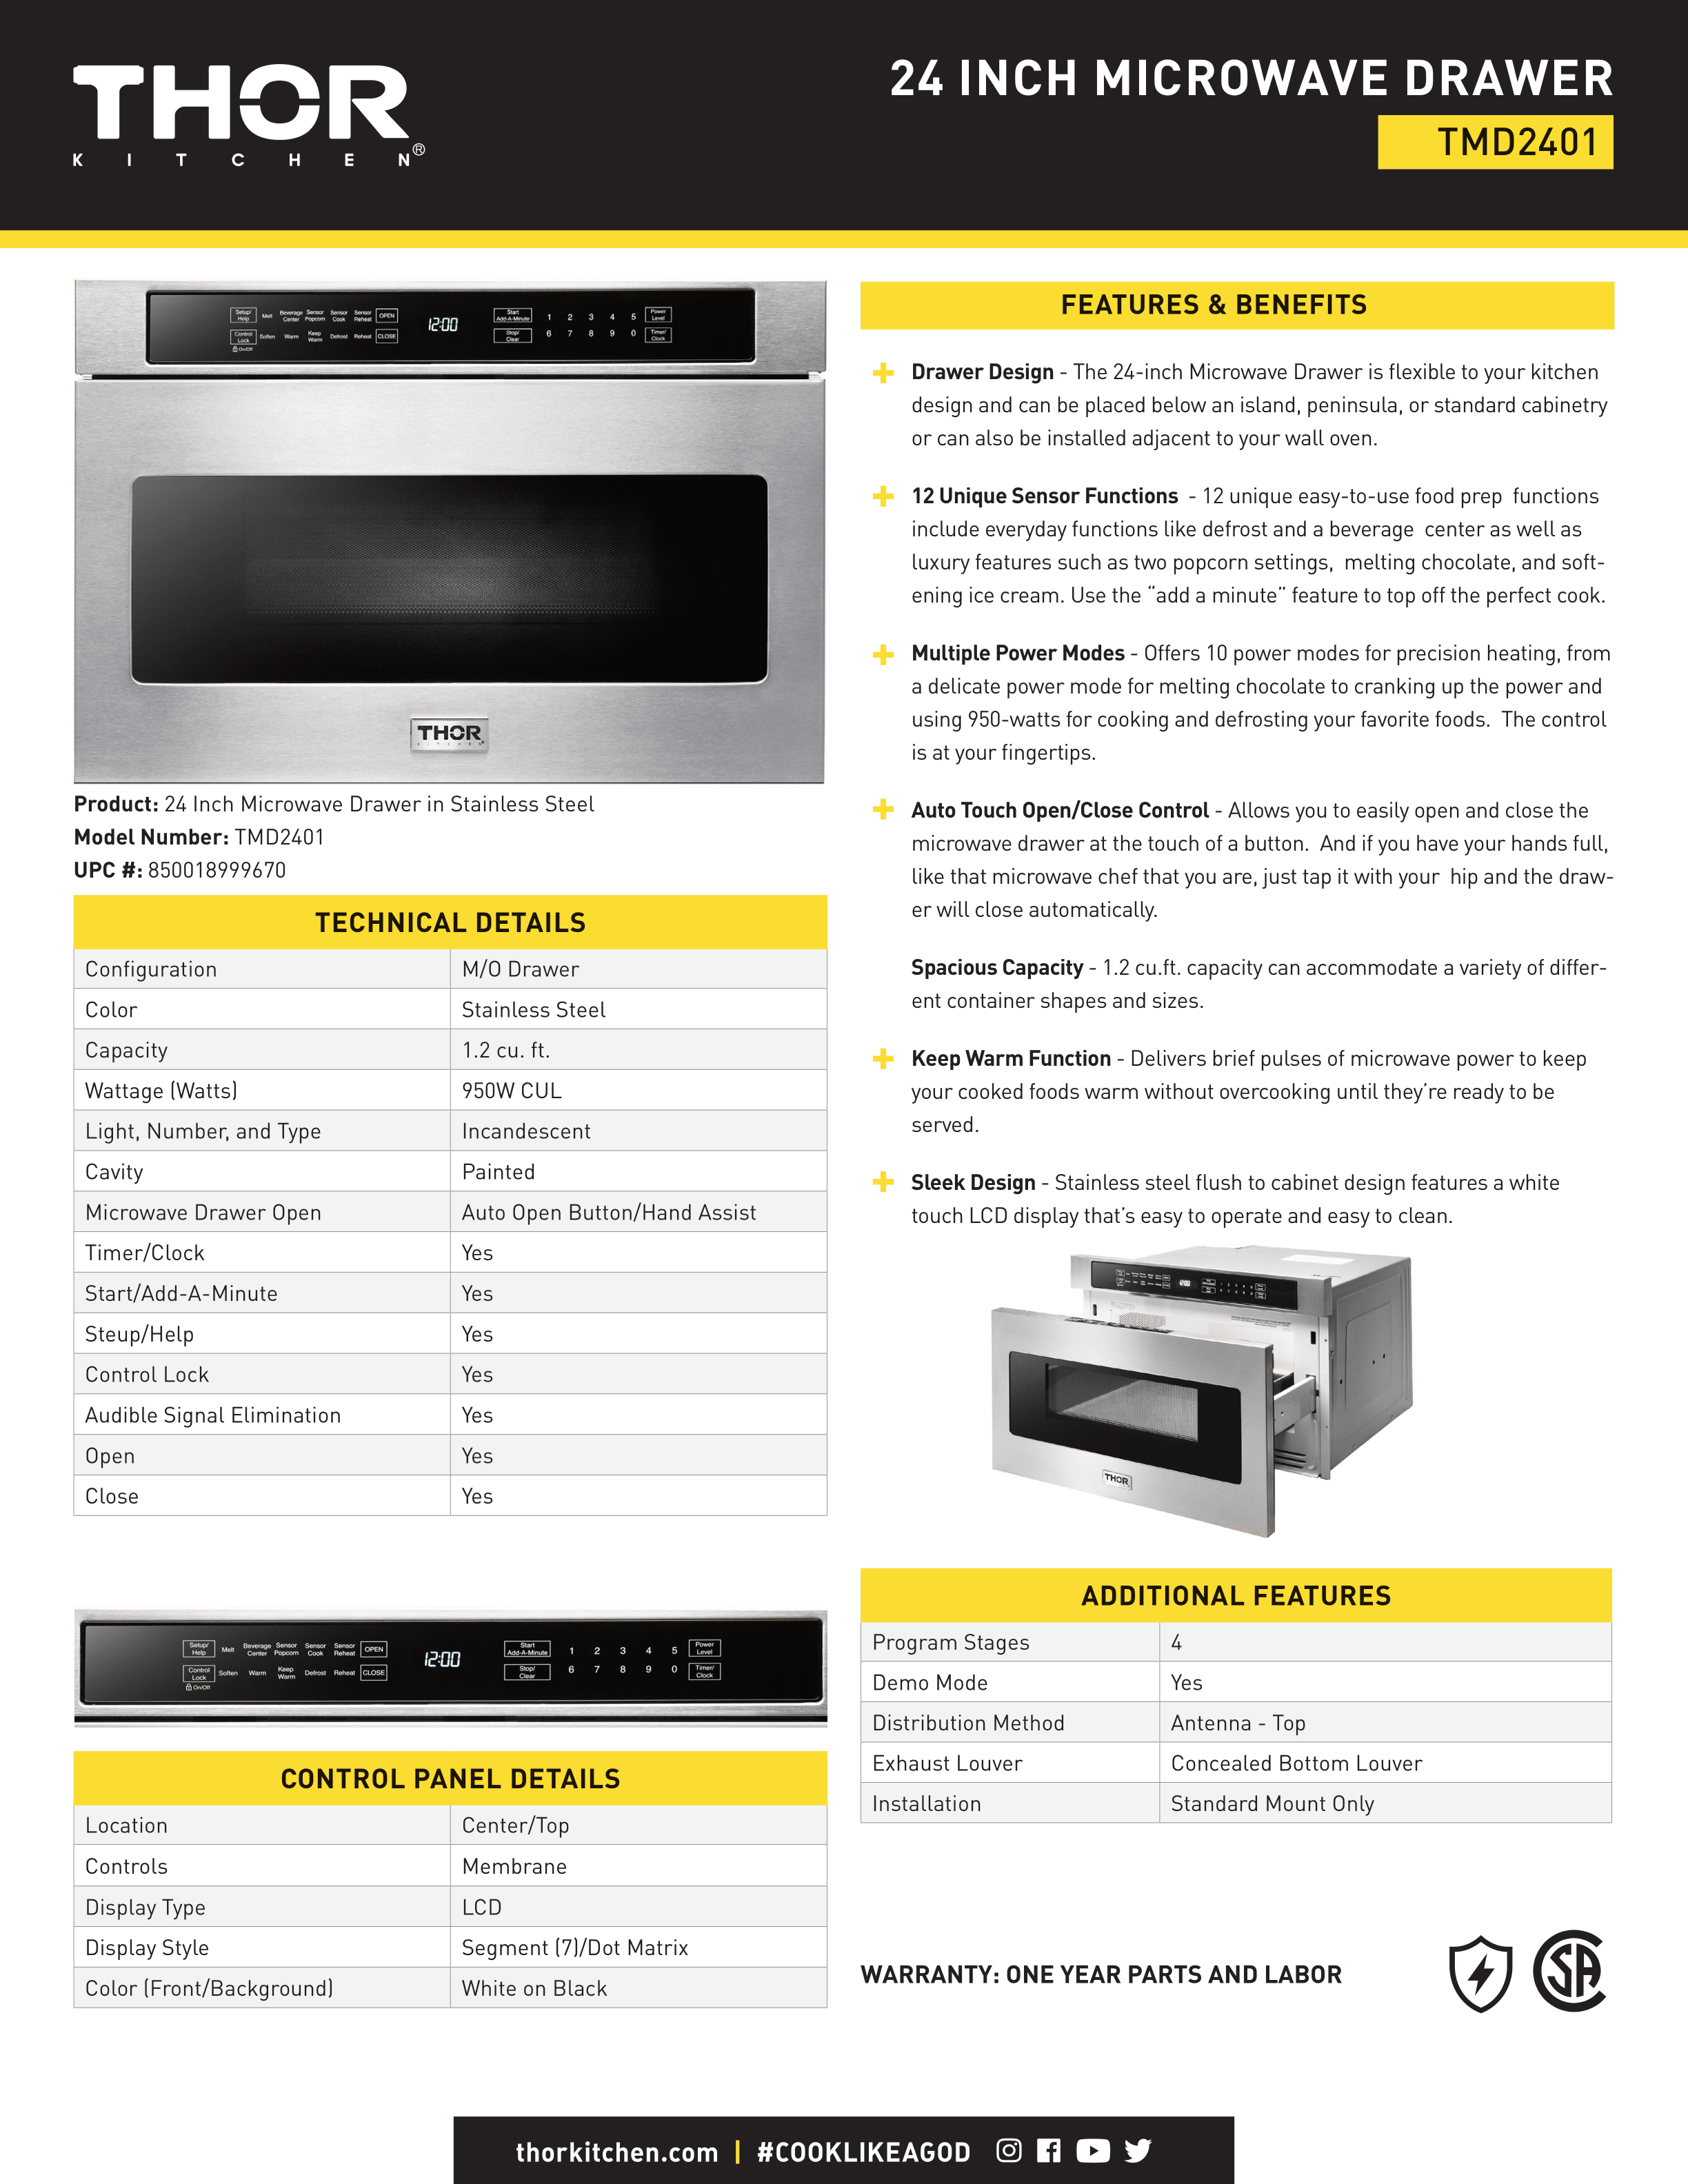 THOR
KITCHEN®
24 INCH MICROWAVE DRAWER
TMD2401
Setup/ Help Melt Beverage Center Sensor Popcorn Sensor Cook Sensor Reheat OPEN
Control Lock Soften Warm Keep Warm Defrost Reheat CLOSE
On/Off
12:00
Start Add-A-Minute 1 2 3 4 5 Power Level
Stop/ Clear 6 7 8 9 0 Timer/ Clock
THOR
KITCHEN
Product: 24 Inch Microwave Drawer in Stainless Steel
Model Number: TMD2401
UPC #: 850018999670
TECHNICAL DETAILS
Configuration M/O Drawer
Color Stainless Steel
Capacity 1.2 cu. ft.
Wattage (Watts) 950W CUL
Light, Number, and Type Incandescent
Cavity Painted
Microwave Drawer Open Auto Open Button/Hand Assist
Timer/Clock Yes
Start/Add-A-Minute Yes
Steup/Help Yes
Control Lock Yes
Audible Signal Elimination Yes
Open Yes
Close Yes
Setup/ Help Melt Beverage Center Sensor Popcorn Sensor Cook Sensor Reheat OPEN
Control Lock Soften Warm Keep Warm Defrost Reheat CLOSE
On/Off
12:00
Start Add-A-Minute 1 2 3 4 5 Power Level
Stop/ Clear 6 7 8 9 0 Timer/ Clock
CONTROL PANEL DETAILS
Location Center/Top
Controls Membrane
Display Type LCD
Display Style Segment (7)/Dot Matrix
Color (Front/Background) White on Black
FEATURES & BENEFITS
Drawer Design - The 24-inch Microwave Drawer is flexible to your kitchen
design and can be placed below an island, peninsula, or standard cabinetry
or can also be installed adjacent to your wall oven.
12 Unique Sensor Functions - 12 unique easy-to-use food prep functions
include everyday functions like defrost and a beverage center as well as
luxury features such as two popcorn settings, melting chocolate, and soft-
ening ice cream. Use the “add a minute” feature to top off the perfect cook.
Multiple Power Modes - Offers 10 power modes for precision heating, from
a delicate power mode for melting chocolate to cranking up the power and
using 950-watts for cooking and defrosting your favorite foods. The control
is at your fingertips.
Auto Touch Open/Close Control - Allows you to easily open and close the
microwave drawer at the touch of a button. And if you have your hands full,
like that microwave chef that you are, just tap it with your hip and the draw-
er will close automatically.
Spacious Capacity - 1.2 cu.ft. capacity can accommodate a variety of differ-
ent container shapes and sizes.
Keep Warm Function - Delivers brief pulses of microwave power to keep
your cooked foods warm without overcooking until they’re ready to be
served.
Sleek Design - Stainless steel flush to cabinet design features a white
touch LCD display that’s easy to operate and easy to clean.
12:00
THOR
ADDITIONAL FEATURES
Program Stages 4
Demo Mode Yes
Distribution Method Antenna - Top
Exhaust Louver Concealed Bottom Louver
Installation Standard Mount Only
WARRANTY: ONE YEAR PARTS AND LABOR
CSA
thorkitchen.com | #COOKLIKEAGOD